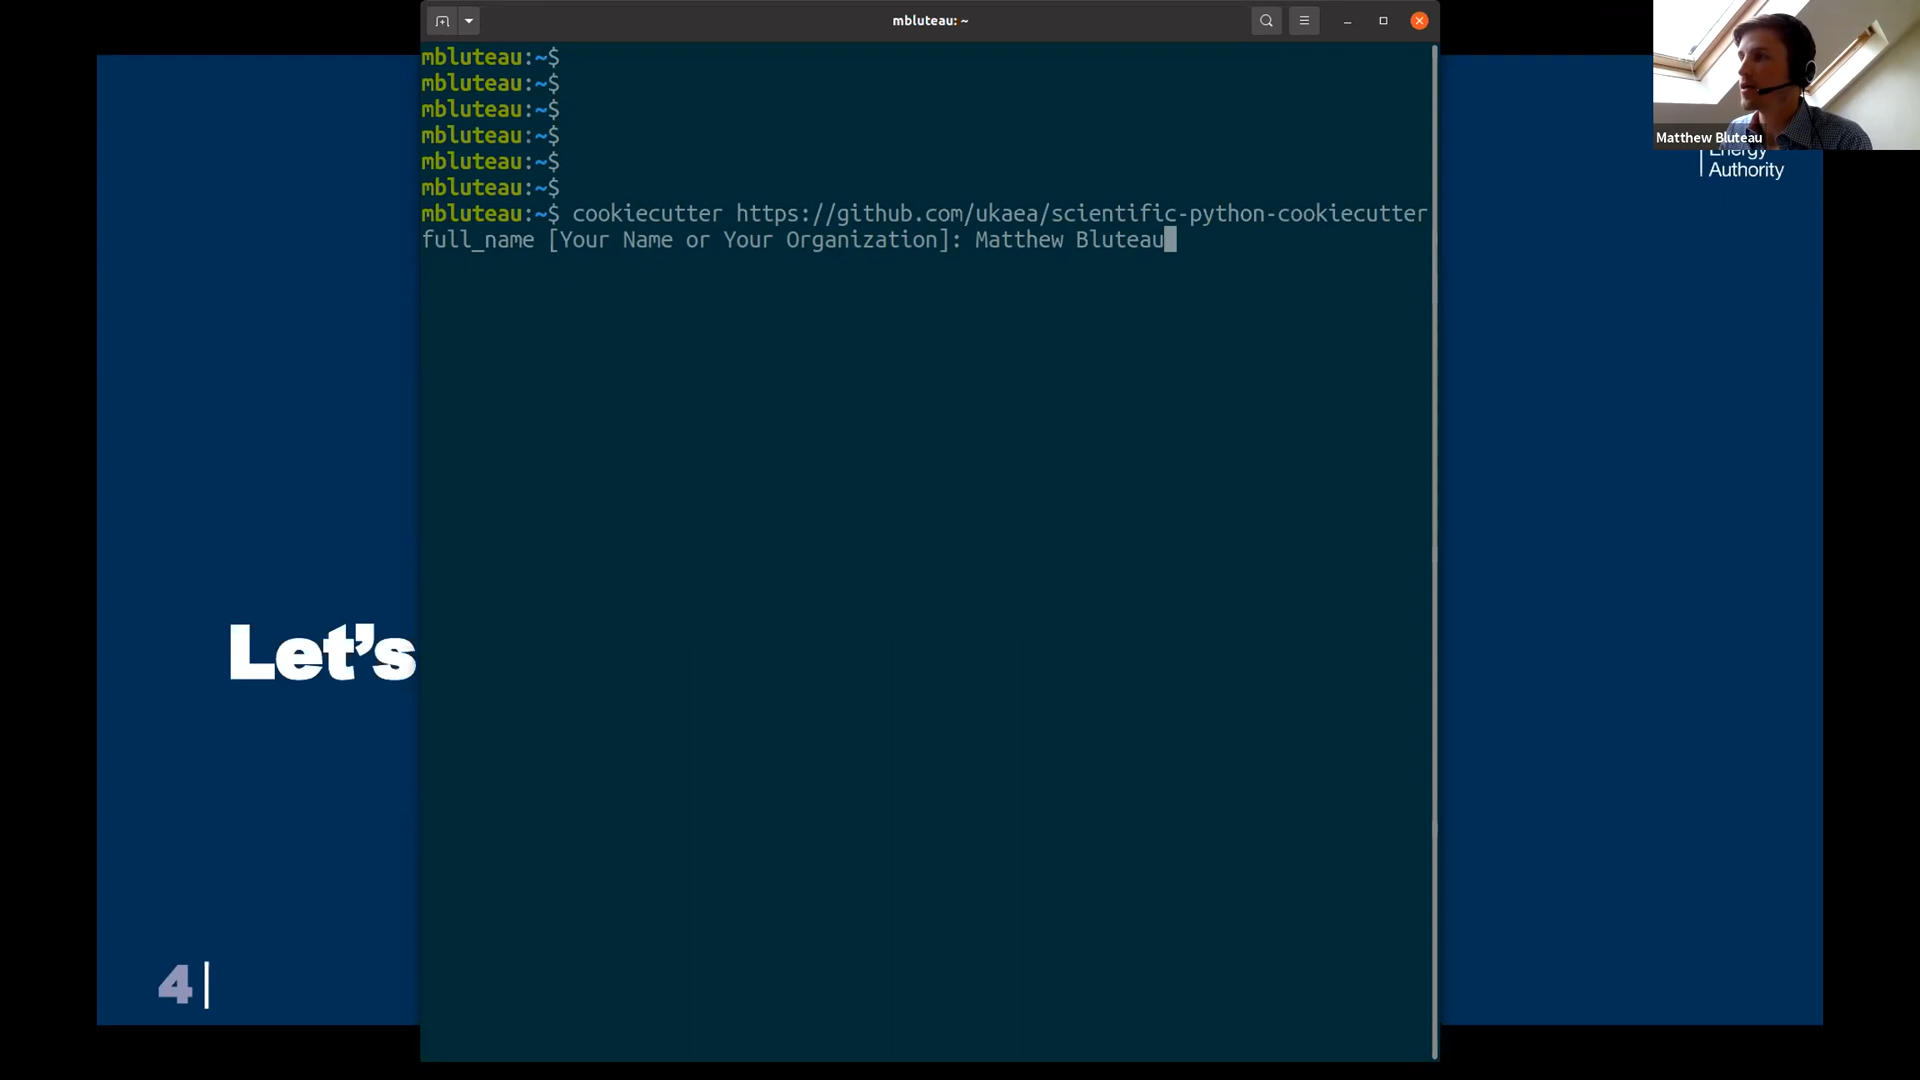 mbluteau: ~
mbluteau:~$
mbluteau:~$
mbluteau:~$
mbluteau:~$
mbluteau:~$
mbluteau:~$
mbluteau:~$ cookiecutter https://github.com/ukaea/scientific-python-cookiecutter
full_name [Your Name or Your Organization]: Matthew Bluteau
Matthew Bluteau
Energy
Authority
Let's
4